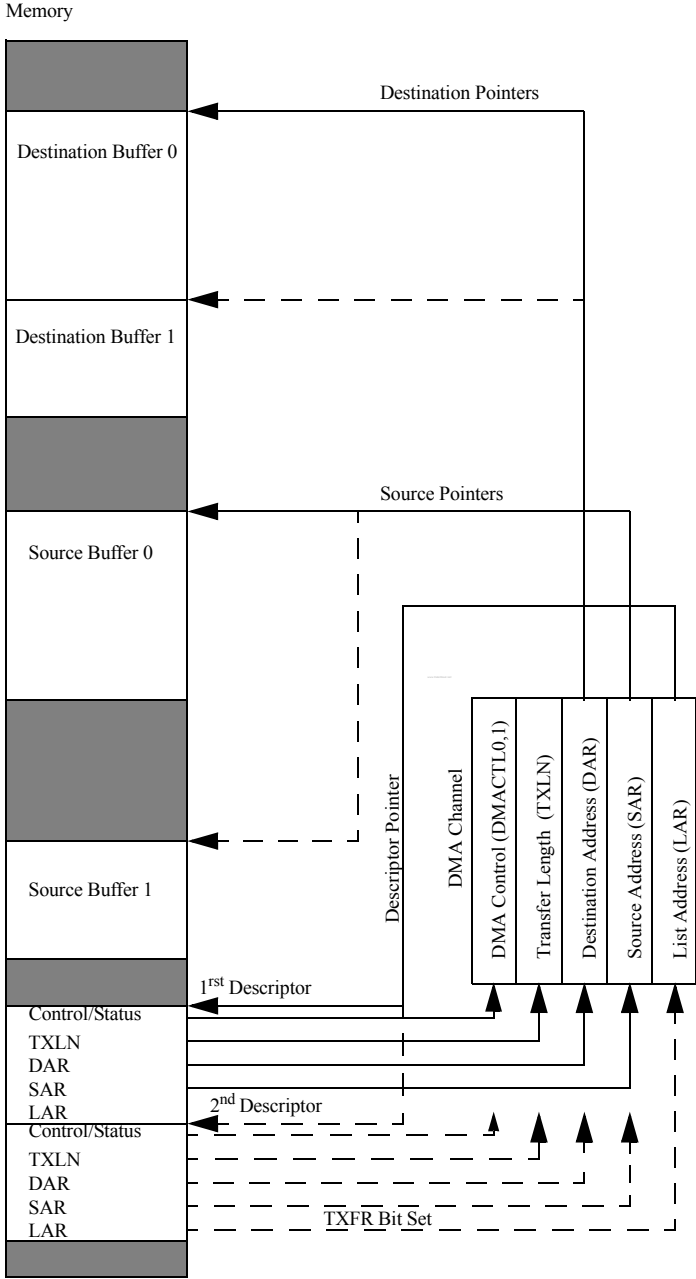 Memory
Destination Pointers
Destination Buffer 0
Destination Buffer 1
Source Pointers
Source Buffer 0
Source Buffer 1
Descriptor Pointer
DMA Channel
DMA Control (DMACTL0,1)
Transfer Length (TXLN)
Destination Address (DAR)
Source Address (SAR)
List Address (LAR)
1rst Descriptor
Control/Status
TXLN
DAR
SAR
LAR
2nd Descriptor
Control/Status
TXLN
DAR
SAR
TXFR Bit Set
LAR